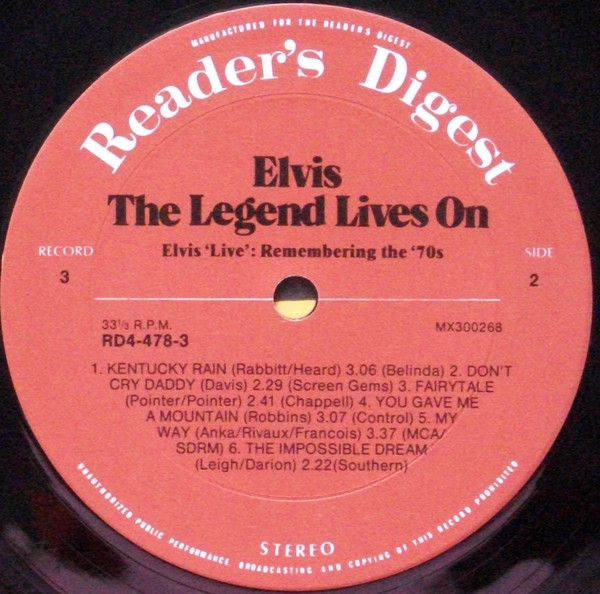 MANUFACTURED FOR THE READERS DIGEST
Reader's Digest
Elvis
The Legend Lives On
Elvis 'Live': Remembering the '70s
RECORD
3
SIDE
2
33⅓ R.P.M.
RD4-478-3
MX300268
1. KENTUCKY RAIN (Rabbitt/Heard) 3.06 (Belinda) 2. DON'T
CRY DADDY (Davis) 2.29 (Screen Gems) 3. FAIRYTALE
(Pointer/Pointer) 2.41 (Chappell) 4. YOU GAVE ME
A MOUNTAIN (Robbins) 3.07 (Control) 5. MY
WAY (Anka/Rivaux/Francois) 3.37 (MCA/
SDRM) 6. THE IMPOSSIBLE DREAM
(Leigh/Darion) 2.22(Southern)
STEREO
UNAUTHORIZED PUBLIC PERFORMANCE, BROADCASTING AND COPYING OF THIS RECORD PROHIBITED